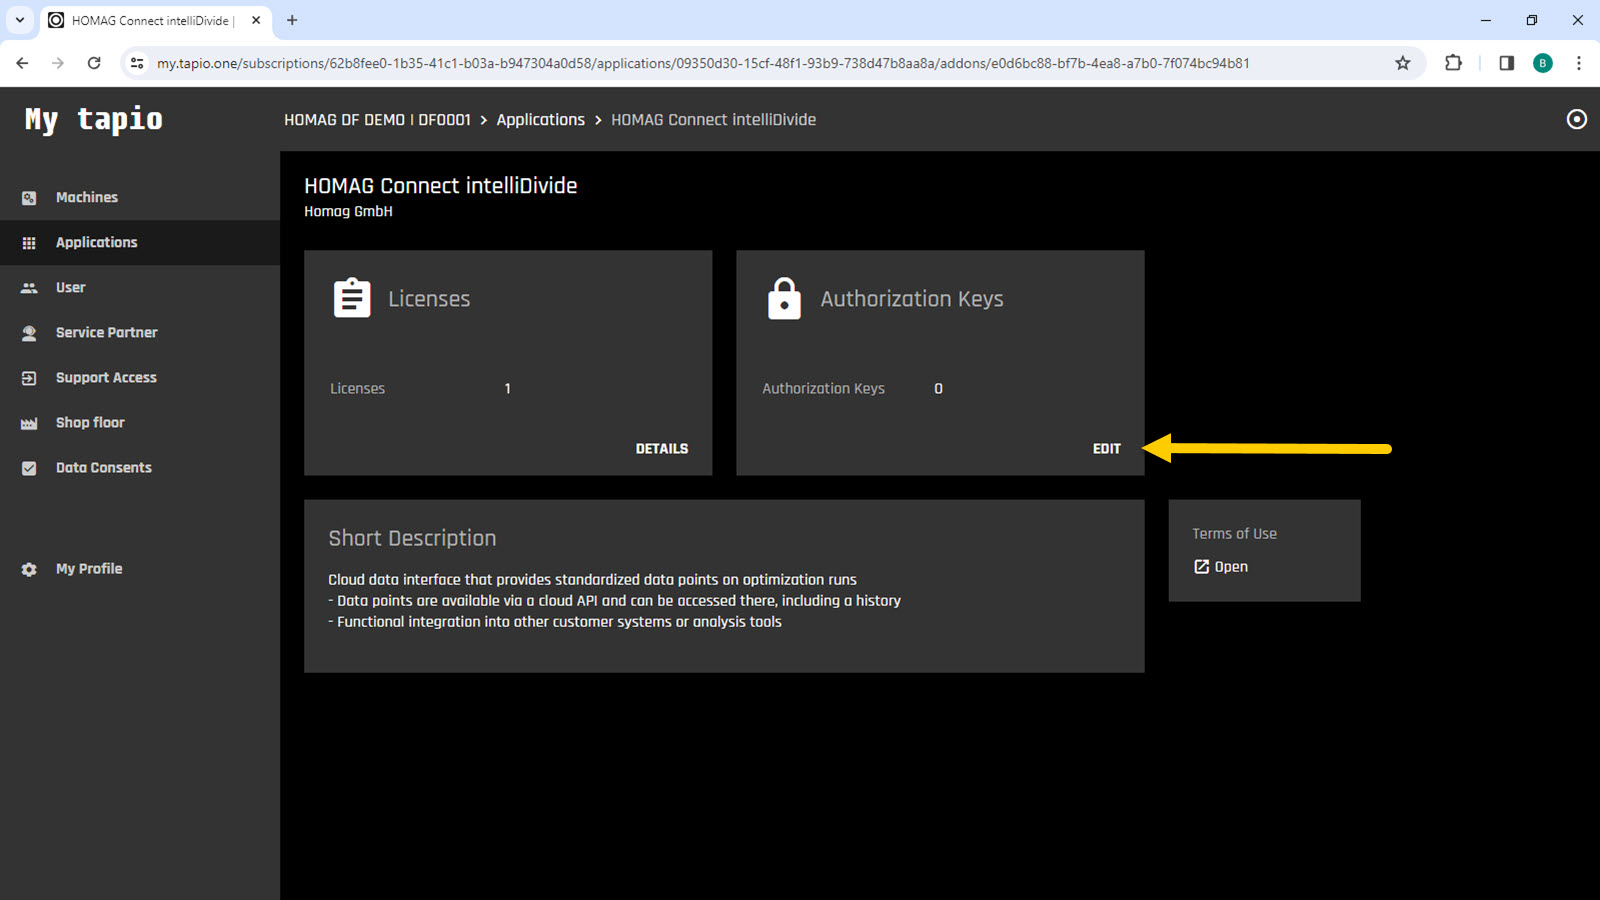 HOMAG Connect intelliDivide |
my.tapio.one/subscriptions/62b8fee0-1b35-41c1-b03a-b947304a0d58/applications/09350d30-15cf-48f1-93b9-738d47b8aa8a/addons/e0d6bc88-bf7b-4ea8-a7b0-7f074bc94b81
B
My tapio
HOMAG DF DEMO | DF0001 > Applications > HOMAG Connect intelliDivide
Machines
Applications
User
Service Partner
Support Access
Shop floor
Data Consents
My Profile
HOMAG Connect intelliDivide
Homag GmbH
Licenses
Licenses 1
DETAILS
Authorization Keys
Authorization Keys 0
EDIT
Short Description
Cloud data interface that provides standardized data points on optimization runs
- Data points are available via a cloud API and can be accessed there, including a history
- Functional integration into other customer systems or analysis tools
Terms of Use
Open